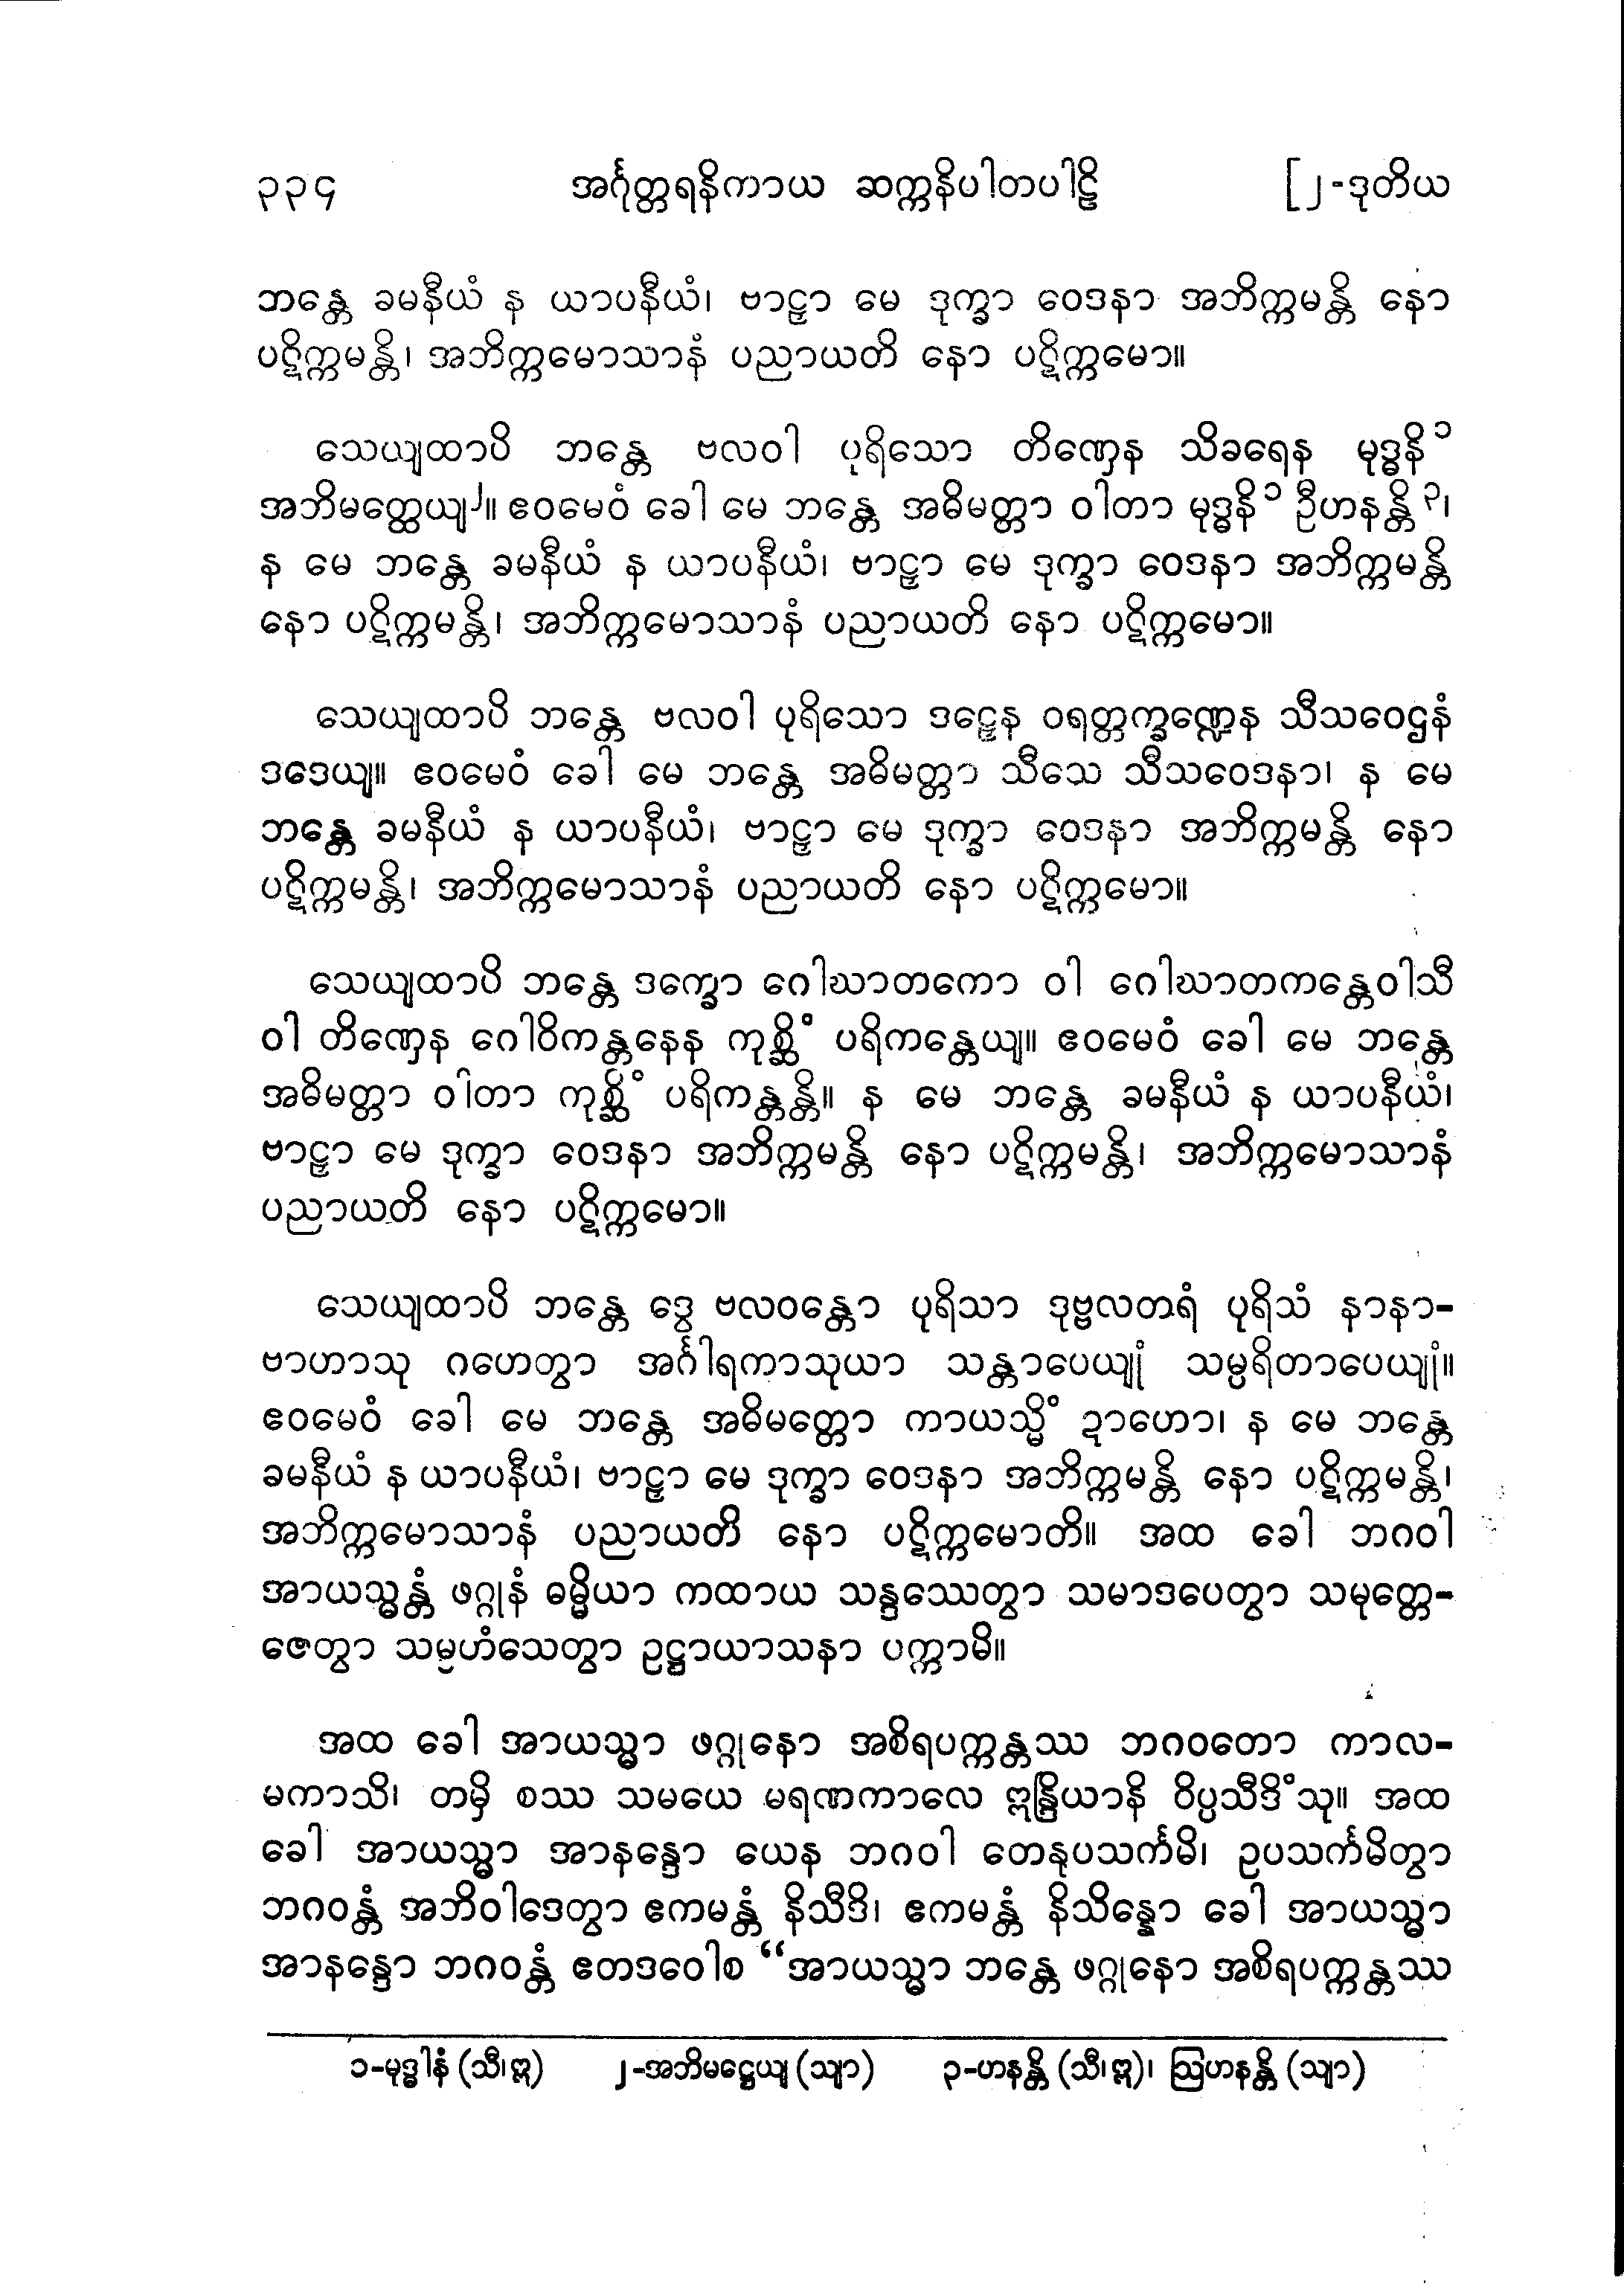 ၃၃၄ အင်္ဂုတ္တရနိကာယ ဆက္ကနိပါတပါဠိ [၂-ဒုတိယ
ဘန္တေ ခမနီယံ န ယာပနီယံ၊ ဗာဠှာ မေ ဒုက္ခာ ဝေဒနာ အဘိက္ကမန္တိ နော
ပဋိက္ကမန္တိ၊ အဘိက္ကမောသာနံ ပညာယတိ နော ပဋိက္ကမော။
သေယျထာပိ ဘန္တေ ဗလဝါ ပုရိသော တိဏှေန သိခရေန မုဒ္ဓနိ ၁
အဘိမတ္ထေယျ ၂။ ဧဝမေဝံ ခေါ မေ ဘန္တေ အဓိမတ္တာ ဝါတာ မုဒ္ဓနိ ၁ ဦဟနန္တိ ၃၊
န မေ ဘန္တေ ခမနီယံ န ယာပနီယံ၊ ဗာဠှာ မေ ဒုက္ခာ ဝေဒနာ အဘိက္ကမန္တိ
နော ပဋိက္ကမန္တိ၊ အဘိက္ကမောသာနံ ပညာယတိ နော ပဋိက္ကမော။
သေယျထာပိ ဘန္တေ ဗလဝါ ပုရိသော ဒဠှေန ဝရတ္တက္ခဏ္ဍေန သီသဝေဌနံ
ဒဒေယျ။ ဧဝမေဝံ ခေါ မေ ဘန္တေ အဓိမတ္တာ သီသေ သီသဝေဒနာ၊ န မေ
ဘန္တေ ခမနီယံ န ယာပနီယံ၊ ဗာဠှာ မေ ဒုက္ခာ ဝေဒနာ အဘိက္ကမန္တိ နော
ပဋိက္ကမန္တိ၊ အဘိက္ကမောသာနံ ပညာယတိ နော ပဋိက္ကမော။
သေယျထာပိ ဘန္တေ ဒက္ခော ဂေါဃာတကော ဝါ ဂေါဃာတကန္တေဝါသီ
ဝါ တိဏှေန ဂေါဝိကန္တနေန ကုစ္ဆိံ ပရိကန္တေယျ။ ဧဝမေဝံ ခေါ မေ ဘန္တေ
အဓိမတ္တာ ဝါတာ ကုစ္ဆိံ ပရိကန္တန္တိ။ န မေ ဘန္တေ ခမနီယံ န ယာပနီယံ၊
ဗာဠှာ မေ ဒုက္ခာ ဝေဒနာ အဘိက္ကမန္တိ နော ပဋိက္ကမန္တိ၊ အဘိက္ကမောသာနံ
ပညာယတိ နော ပဋိက္ကမော။
သေယျထာပိ ဘန္တေ ဒွေ ဗလဝန္တော ပုရိသာ ဒုဗ္ဗလတရံ ပုရိသံ နာနာ-
ဗာဟာသု ဂဟေတွာ အင်္ဂါရကာသုယာ သန္တာပေယျုံ သမ္ပရိတာပေယျုံ။
ဧဝမေဝံ ခေါ မေ ဘန္တေ အဓိမတ္တော ကာယသ္မိံ ဍာဟော၊ န မေ ဘန္တေ
ခမနီယံ န ယာပနီယံ၊ ဗာဠှာ မေ ဒုက္ခာ ဝေဒနာ အဘိက္ကမန္တိ နော ပဋိက္ကမန္တိ၊
အဘိက္ကမောသာနံ ပညာယတိ နော ပဋိက္ကမောတိ။ အထ ခေါ ဘဂဝါ
အာယသ္မန္တံ ဖဂ္ဂုနံ ဓမ္မိယာ ကထာယ သန္ဒဿေတွာ သမာဒပေတွာ သမုတ္တေ-
ဇေတွာ သမ္ပဟံသေတွာ ဥဋ္ဌာယာသနာ ပက္ကာမိ။
အထ ခေါ အာယသ္မာ ဖဂ္ဂုနော အစိရပက္ကန္တဿ ဘဂဝတော ကာလ-
မကာသိ၊ တမှိ စဿ သမယေ မရဏကာလေ ဣန္ဒြိယာနိ ဝိပ္ပသီဒိံသု။ အထ
ခေါ အာယသ္မာ အာနန္ဒော ယေန ဘဂဝါ တေနုပသင်္ကမိ၊ ဥပသင်္ကမိတွာ
ဘဂဝန္တံ အဘိဝါဒေတွာ ဧကမန္တံ နိသီဒိ၊ ဧကမန္တံ နိသိန္နော ခေါ အာယသ္မာ
အာနန္ဒော ဘဂဝန္တံ ဧတဒဝေါစ “အာယသ္မာ ဘန္တေ ဖဂ္ဂုနော အစိရပက္ကန္တဿ
၁-မုဒ္ဓါနံ (သီ၊ဣ) ၂-အဘိမဋ္ဌေယျ (သျာ) ၃-ဟနန္တိ (သီ၊ဣ)၊ ဩဟနန္တိ (သျာ)